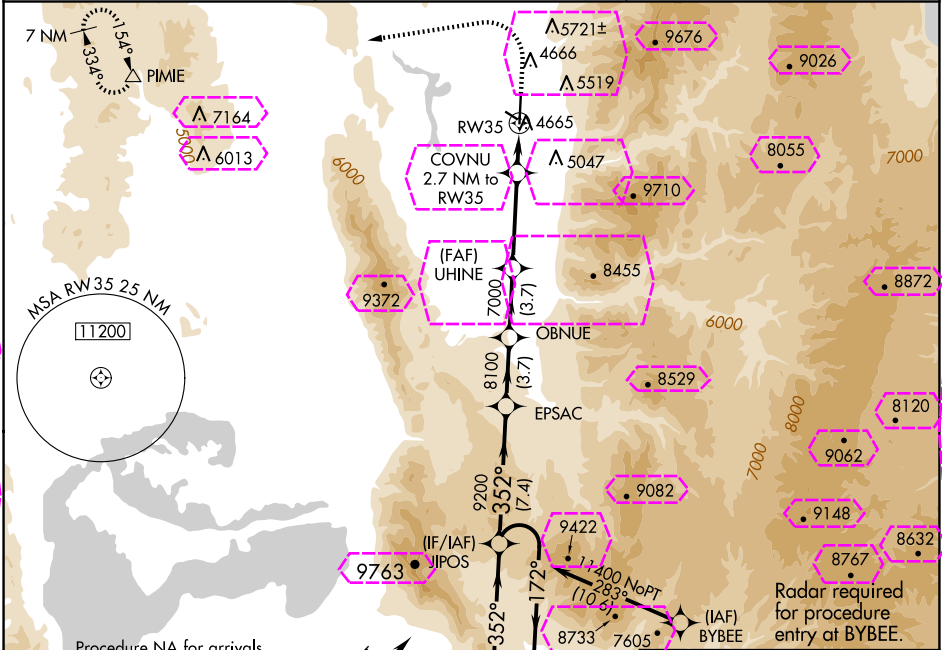 7 NM
154°
334°
PIMIE
5721±
4666
5519
9676
9026
7164
6013
5000
RW35
4665
COVNU
2.7 NM to
RW35
5047
8055
7000
6000
9710
(FAF)
UHINE
8455
7000
(3.7)
9372
8872
MSA RW35 25 NM
11200
6000
OBNUE
8100
(3.7)
8529
EPSAC
8000
8120
9062
7000
9200
352°
(7.4)
9082
9148
9422
8632
(IF/IAF)
JIPOS
9763
8767
11400 NoPT
283°
(10.6)
172°
352°
8733
7605
(IAF)
BYBEE
Radar required
for procedure
entry at BYBEE.
Procedure NA for arrivals